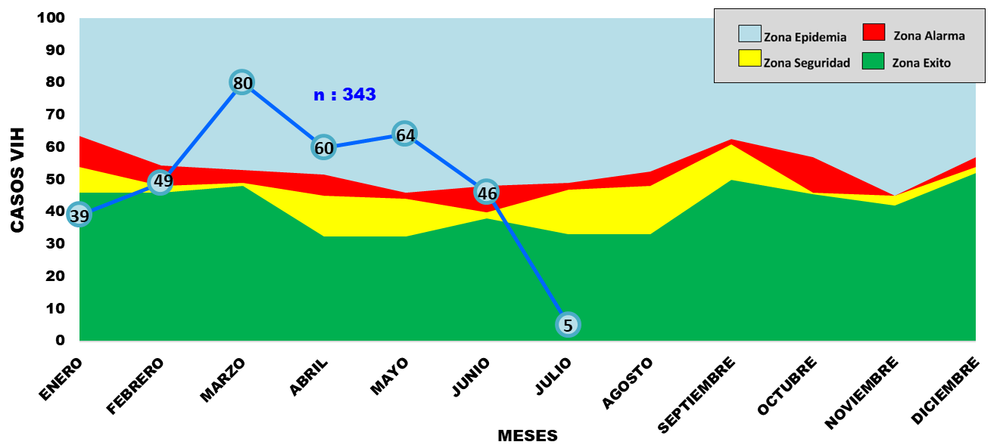 100
90
80
70
60
50
40
30
20
10
0
CASOS VIH
Zona Epidemia
Zona Alarma
Zona Seguridad
Zona Exito
n : 343
39
49
80
60
64
46
5
ENERO
FEBRERO
MARZO
ABRIL
MAYO
JUNIO
JULIO
AGOSTO
SEPTIEMBRE
OCTUBRE
NOVIEMBRE
DICIEMBRE
MESES